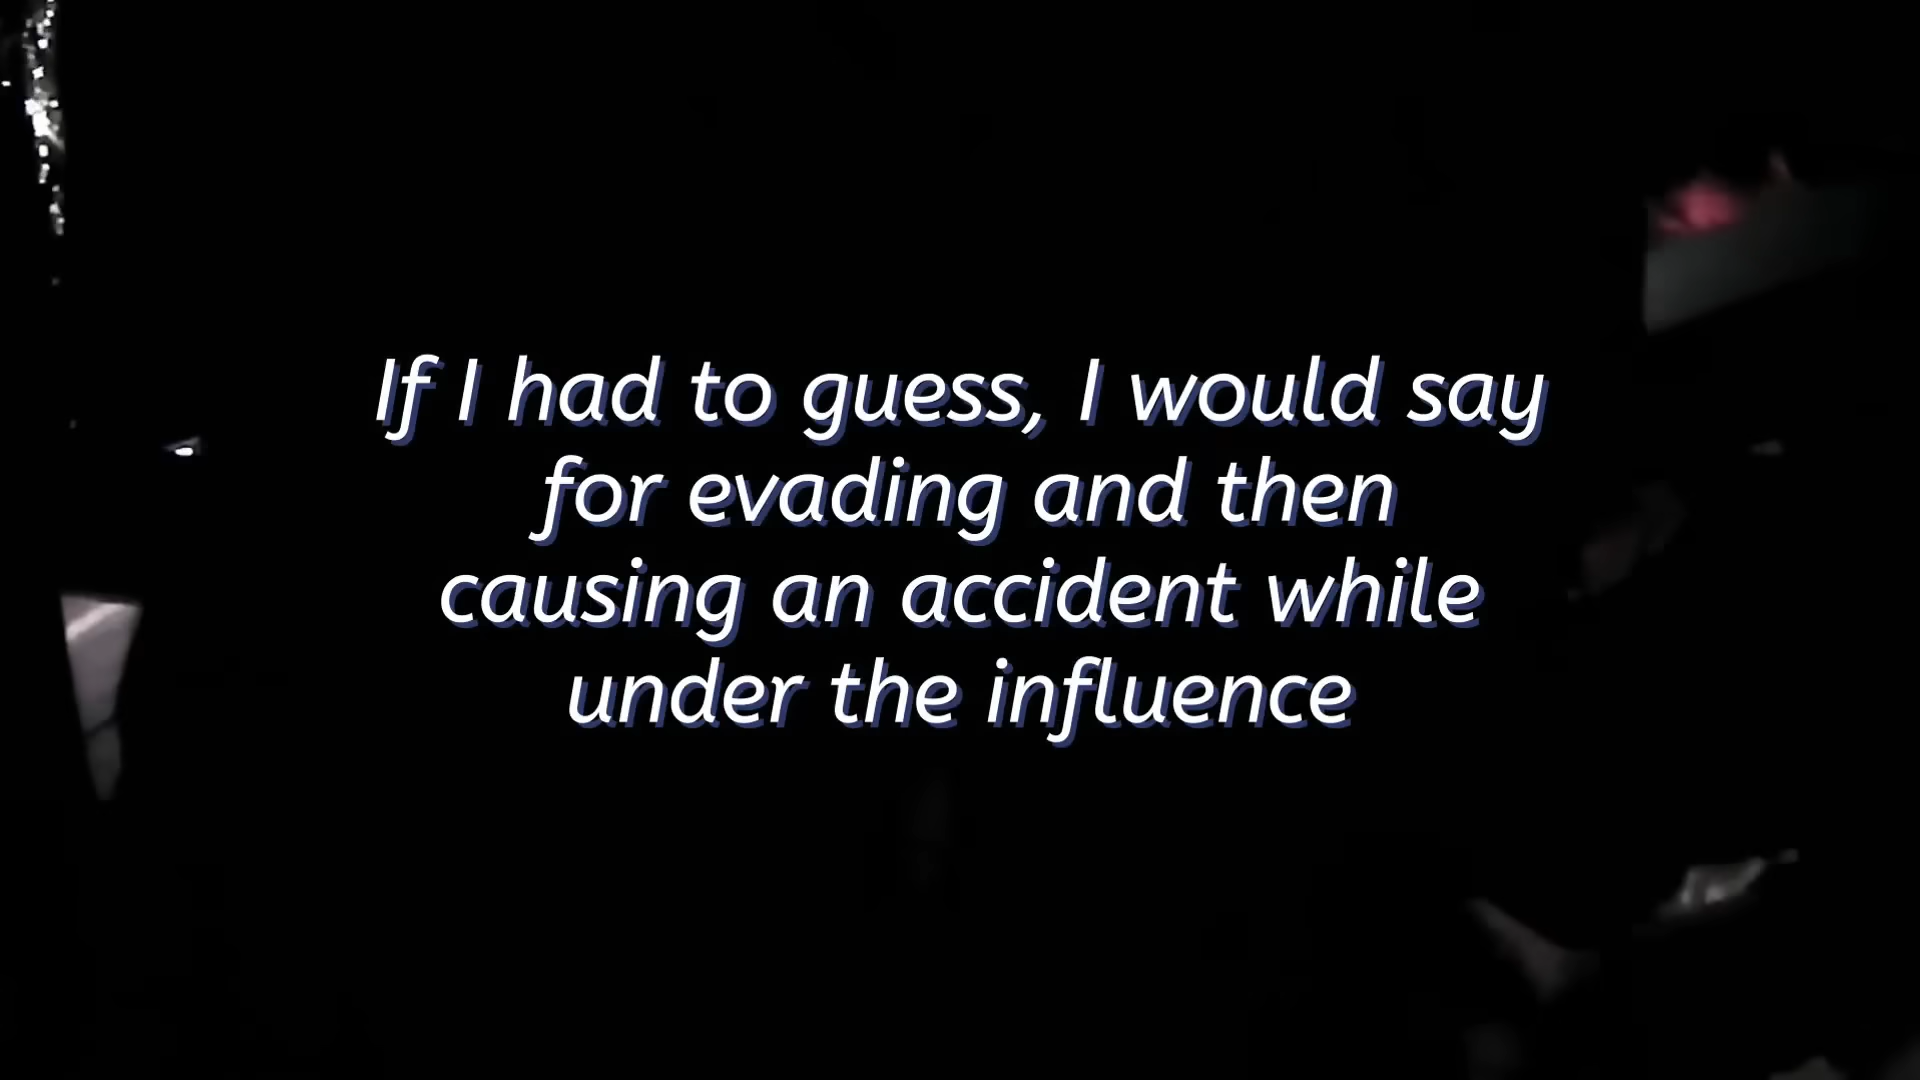 If I had to guess, I would say
for evading and then
causing an accident while
under the influence